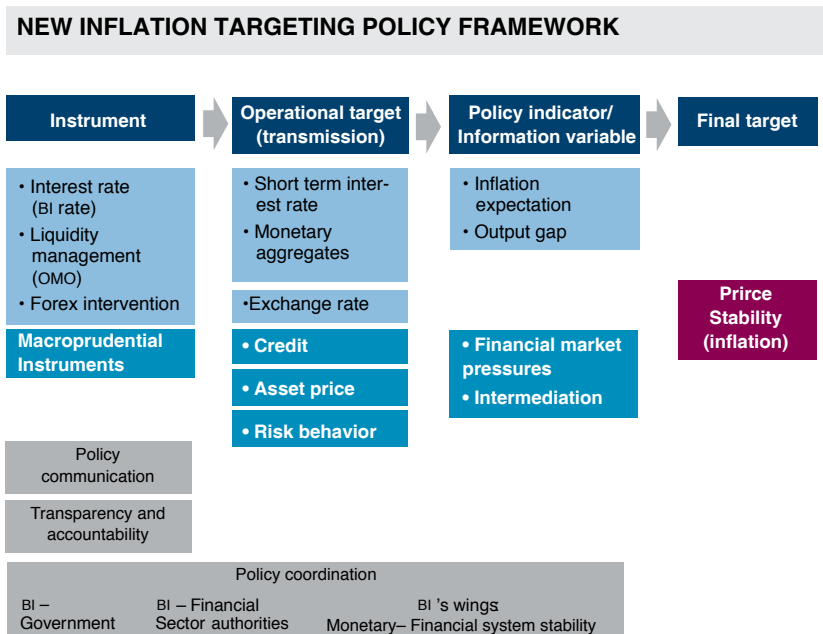 NEW INFLATION TARGETING POLICY FRAMEWORK
Instrument
Operational target
(transmission)
Policy indicator/
Information variable
Final target
• Interest rate
(BI rate)
• Liquidity
management
(OMO)
• Forex intervention
Macroprudential
Instruments
• Short term inter-
est rate
• Monetary
aggregates
•Exchange rate
• Credit
• Asset price
• Risk behavior
• Inflation
expectation
• Output gap
• Financial market
pressures
• Intermediation
Prirce
Stability
(inflation)
Policy
communication
Transparency and
accountability
Policy coordination
BI –
Government
BI – Financial
Sector authorities
BI 's wings:
Monetary– Financial system stability